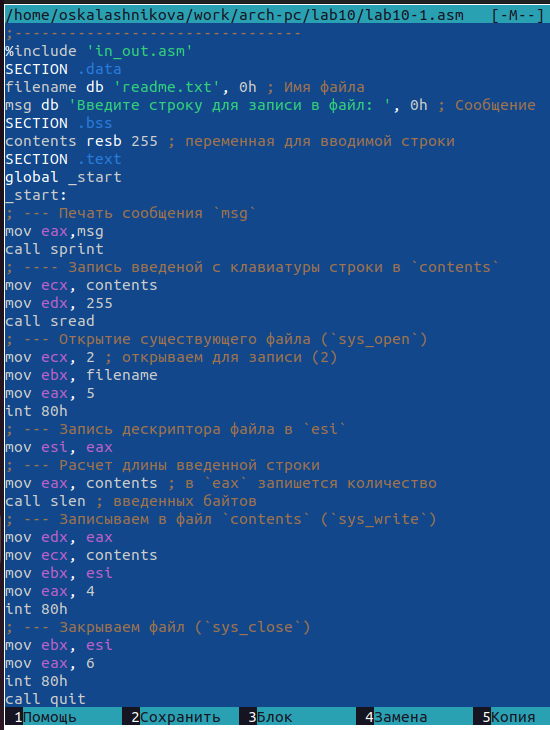 /home/oskalashnikova/work/arch-pc/lab10/lab10-1.asm [-M--]
;--------------------------------
%include 'in_out.asm'
SECTION .data
filename db 'readme.txt', 0h ; Имя файла
msg db 'Введите строку для записи в файл: ', 0h ; Сообщение
SECTION .bss
contents resb 255 ; переменная для вводимой строки
SECTION .text
global _start
_start:
; --- Печать сообщения `msg`
mov eax,msg
call sprint
; ---- Запись введеной с клавиатуры строки в `contents`
mov ecx, contents
mov edx, 255
call sread
; --- Открытие существующего файла (`sys_open`)
mov ecx, 2 ; открываем для записи (2)
mov ebx, filename
mov eax, 5
int 80h
; --- Запись дескриптора файла в `esi`
mov esi, eax
; --- Расчет длины введенной строки
mov eax, contents ; в `eax` запишется количество
call slen ; введенных байтов
; --- Записываем в файл `contents` (`sys_write`)
mov edx, eax
mov ecx, contents
mov ebx, esi
mov eax, 4
int 80h
; --- Закрываем файл (`sys_close`)
mov ebx, esi
mov eax, 6
int 80h
call quit
1Помощь 2Сохранить 3Блок 4Замена 5Копия